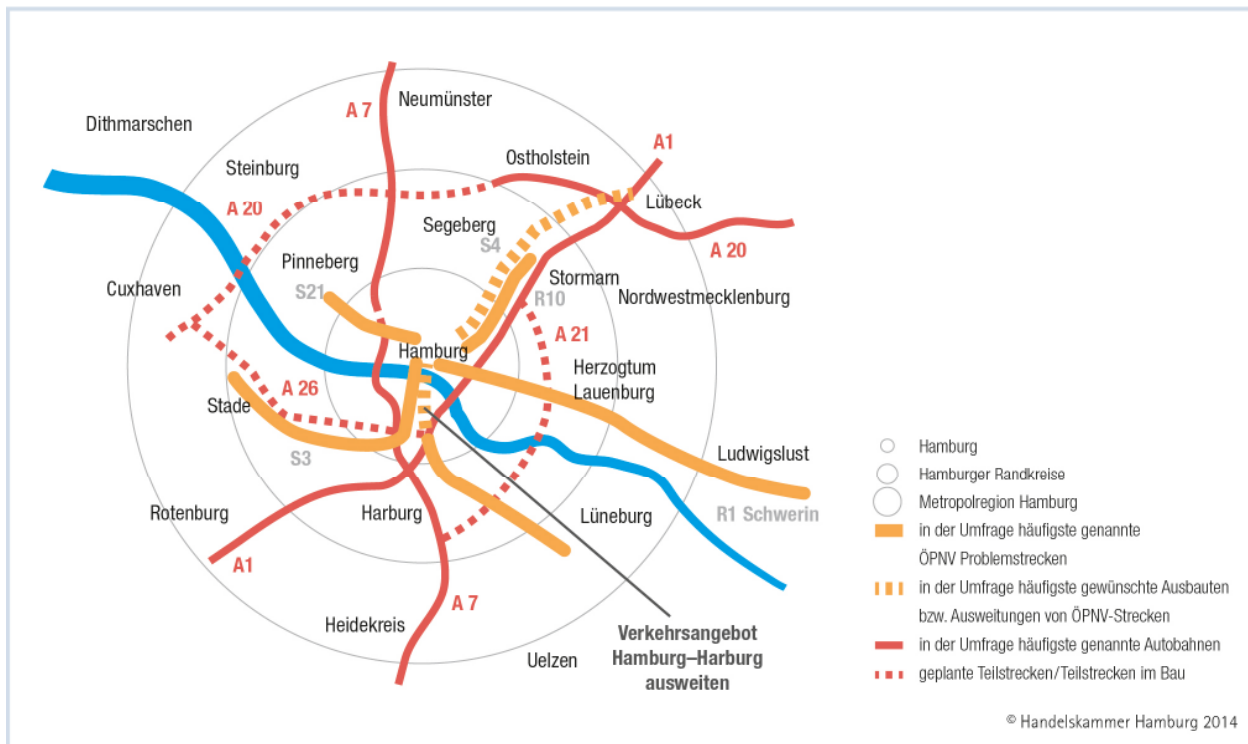 Neumünster
A 7
Dithmarschen
A1
Ostholstein
Steinburg
Lübeck
A 20
Segeberg
S4
A 20
Pinneberg
Stormarn
Cuxhaven
S21
R10
Nordwestmecklenburg
A 21
Hamburg
Herzogtum
Lauenburg
A 26
Stade
S3
Ludwigslust
Rotenburg
Harburg
Lüneburg
R1 Schwerin
A1
A 7
Heidekreis
Uelzen
Verkehrsangebot
Hamburg–Harburg
ausweiten
Hamburg
Hamburger Randkreise
Metropolregion Hamburg
in der Umfrage häufigste genannte
ÖPNV Problemstrecken
in der Umfrage häufigste gewünschte Ausbauten
bzw. Ausweitungen von ÖPNV-Strecken
in der Umfrage häufigste genannte Autobahnen
geplante Teilstrecken/Teilstrecken im Bau
© Handelskammer Hamburg 2014